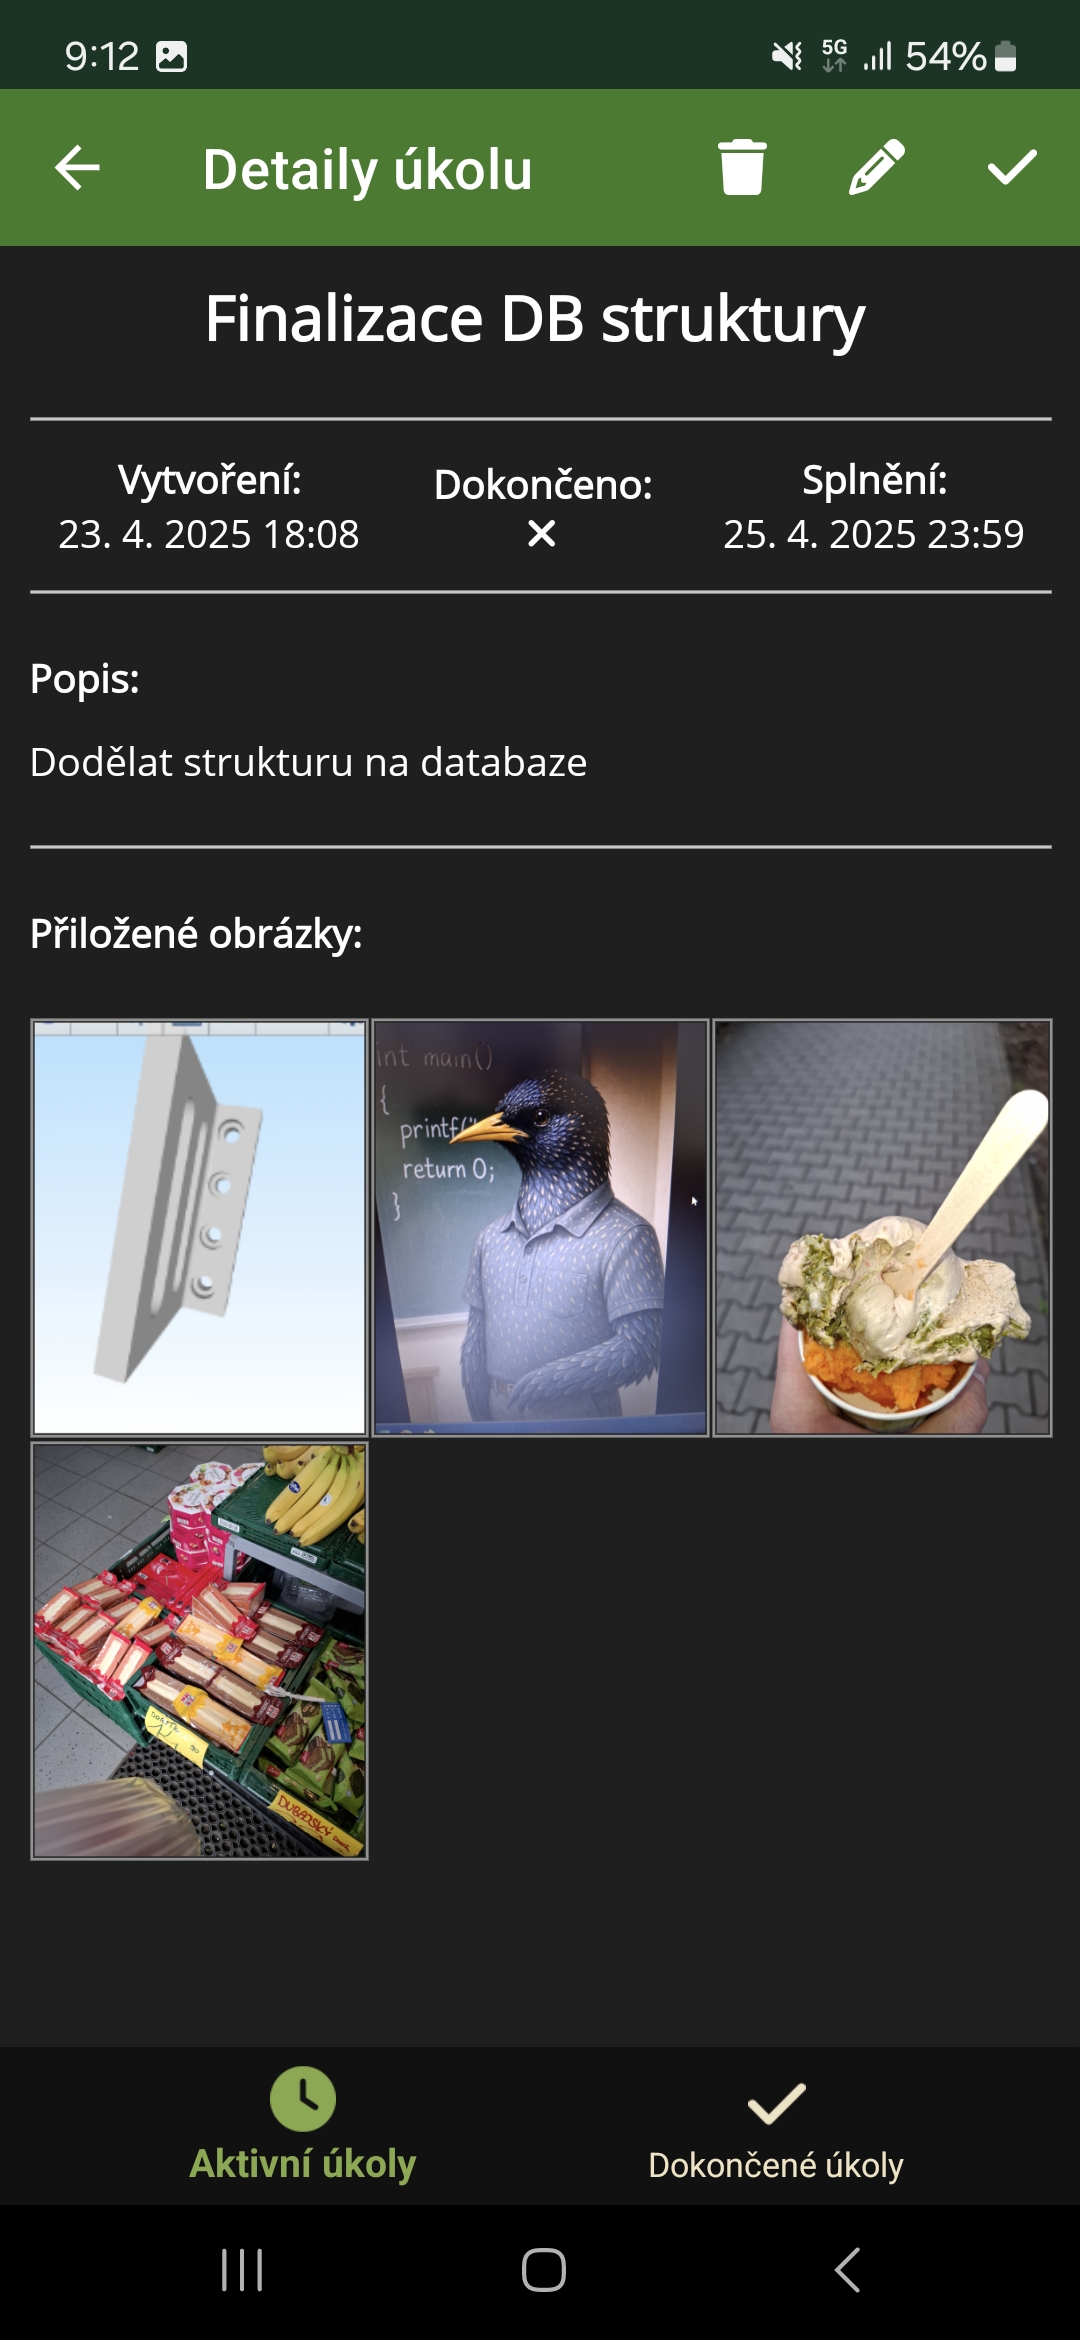 9:12 5G 54%
Detaily úkolu
Finalizace DB struktury
Vytvoření: Dokončeno: Splnění:
23. 4. 2025 18:08 25. 4. 2025 23:59
Popis:
Dodělat strukturu na databaze
Přiložené obrázky:
int main()
{
printf("
return 0;
}
DUBAJSKÝ
Aktivní úkoly Dokončené úkoly